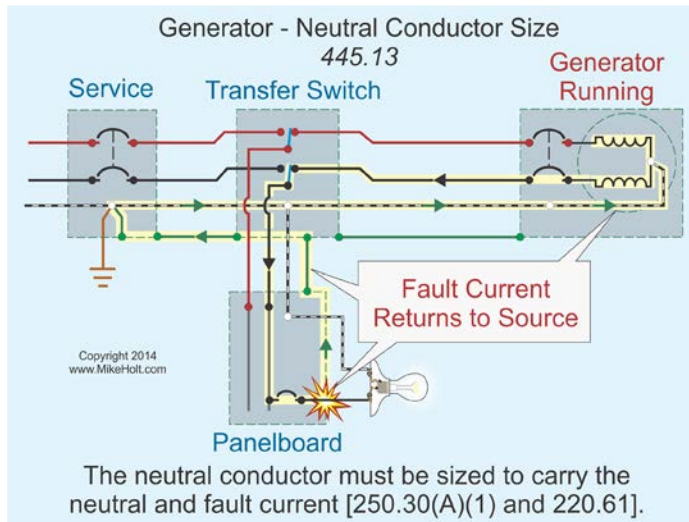 Generator - Neutral Conductor Size
445.13
Service
Transfer Switch
Generator
Running
Fault Current
Returns to Source
Copyright 2014
www.MikeHolt.com
Panelboard
The neutral conductor must be sized to carry the
neutral and fault current [250.30(A)(1) and 220.61].